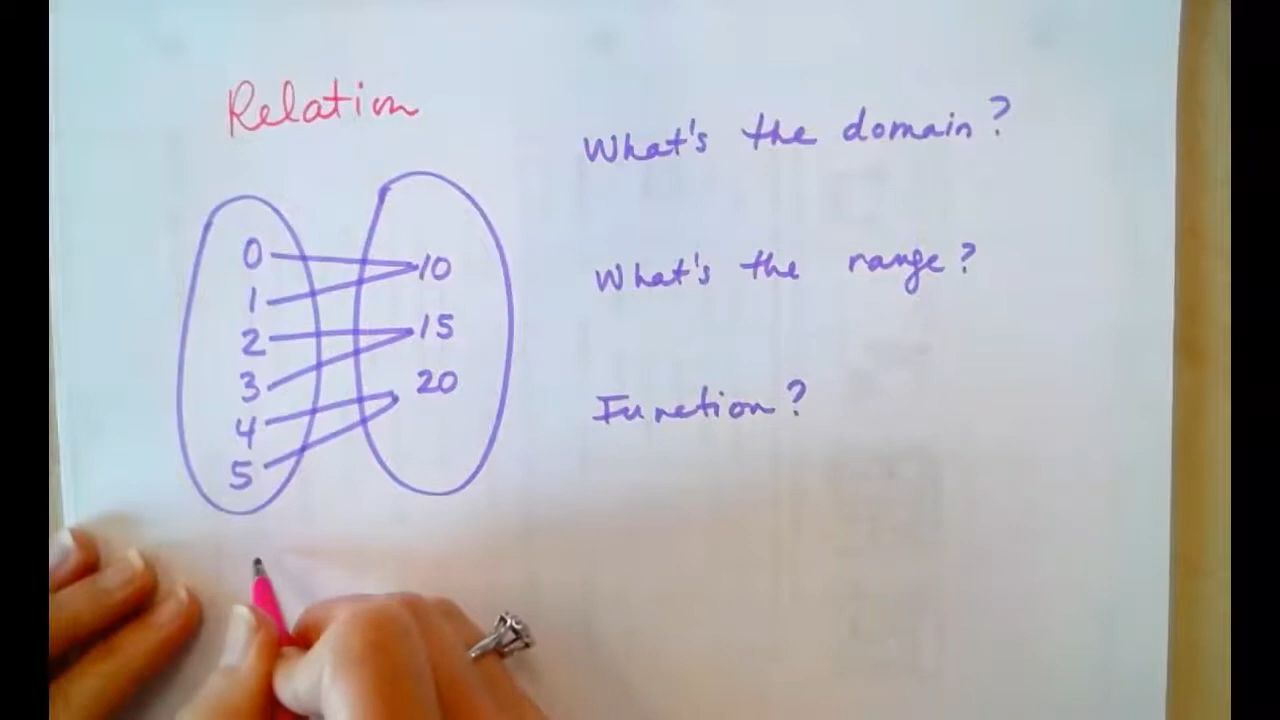 Relation
What's the domain?
0
10
1
2
15
3
20
4
5
What's the range?
Function?